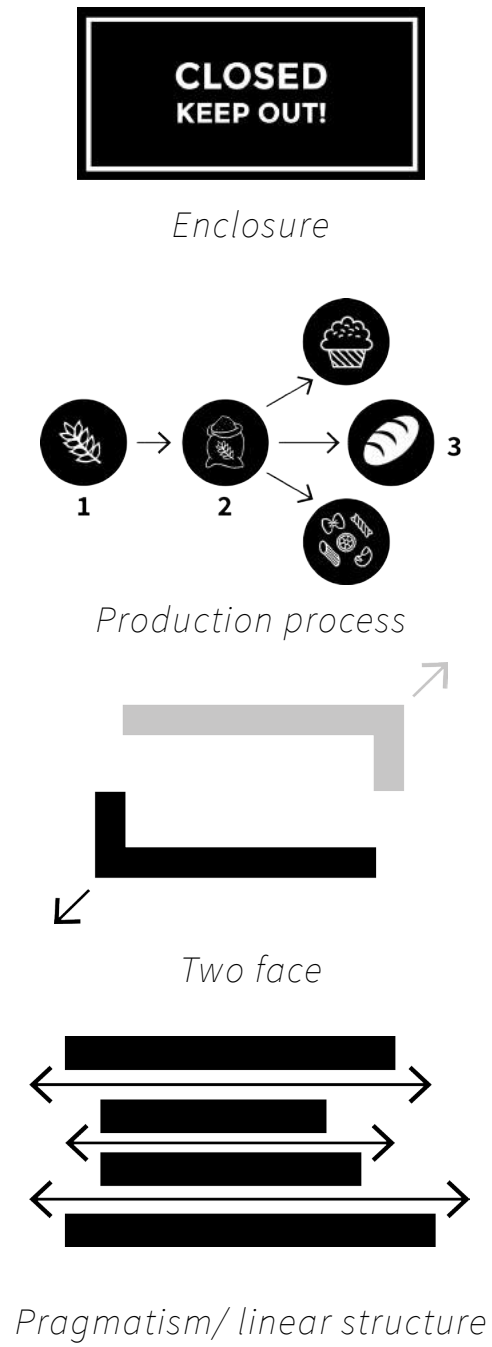 CLOSED
KEEP OUT!
Enclosure
1
2
3
Production process
Two face
Pragmatism/ linear structure